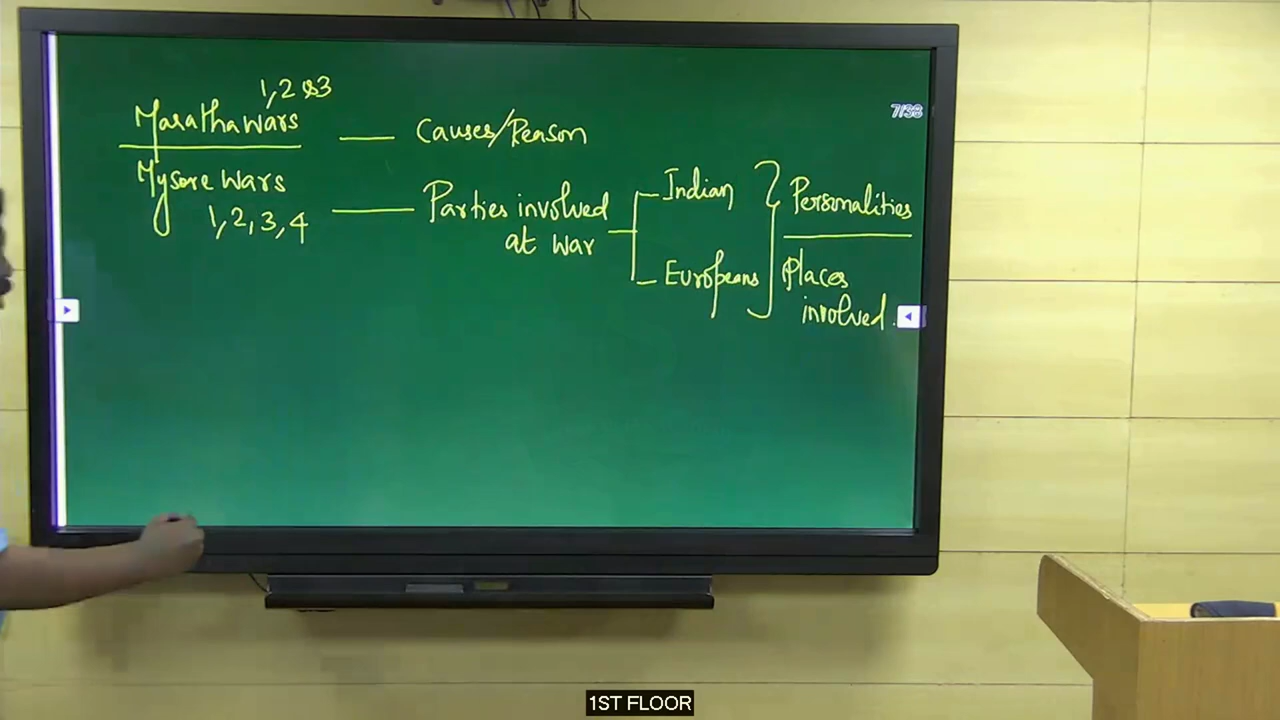 1,2 &3
Maratha wars — Causes/Reason
7/38
Mysore wars
1,2,3,4 — Parties involved at war
Indian
Europeans
Personalities
Places
involved.
1ST FLOOR